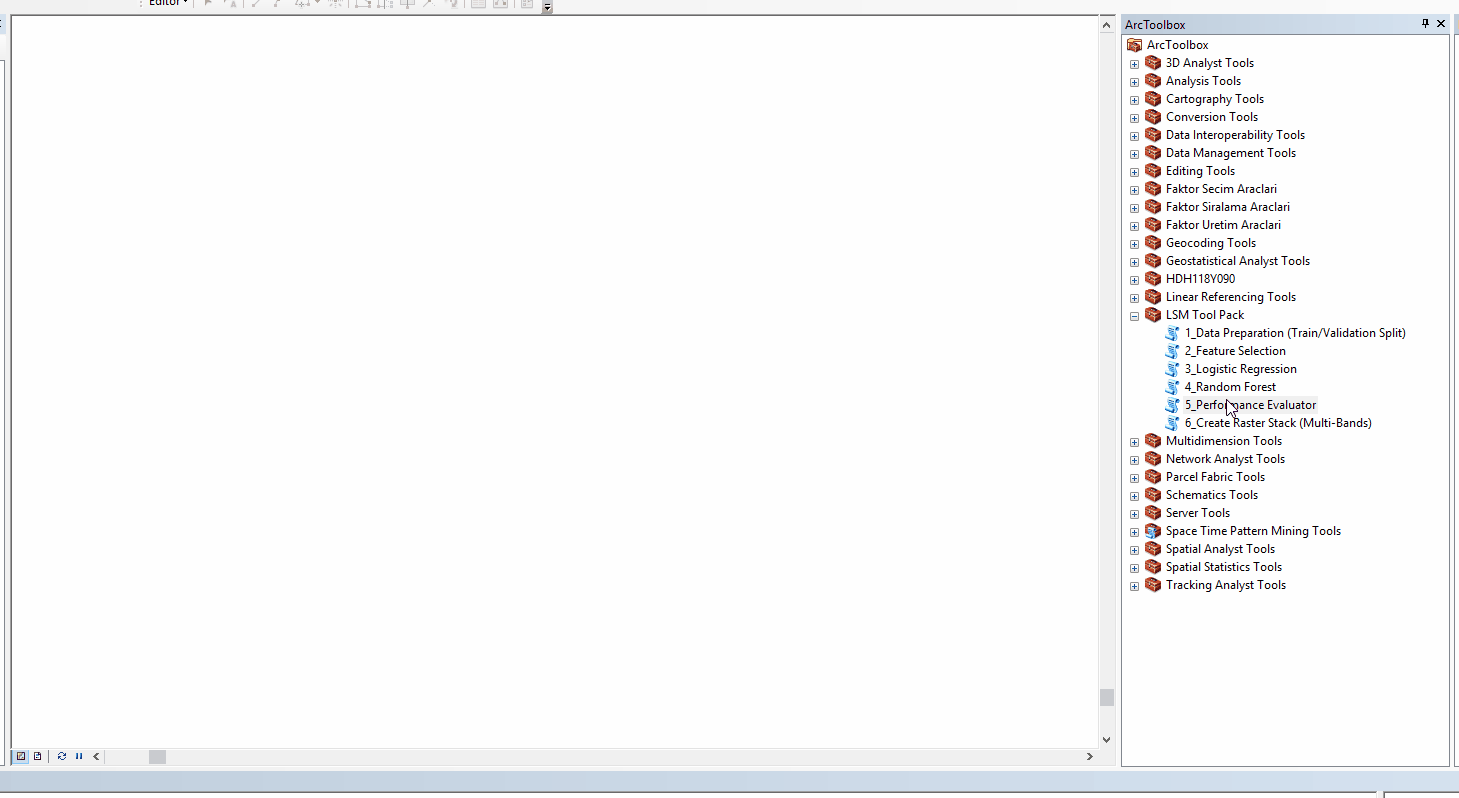 Editor
ArcToolbox
ArcToolbox
3D Analyst Tools
Analysis Tools
Cartography Tools
Conversion Tools
Data Interoperability Tools
Data Management Tools
Editing Tools
Faktor Secim Araclari
Faktor Siralama Araclari
Faktor Uretim Araclari
Geocoding Tools
Geostatistical Analyst Tools
HDH118Y090
Linear Referencing Tools
LSM Tool Pack
1_Data Preparation (Train/Validation Split)
2_Feature Selection
3_Logistic Regression
4_Random Forest
5_Performance Evaluator
6_Create Raster Stack (Multi-Bands)
Multidimension Tools
Network Analyst Tools
Parcel Fabric Tools
Schematics Tools
Server Tools
Space Time Pattern Mining Tools
Spatial Analyst Tools
Spatial Statistics Tools
Tracking Analyst Tools